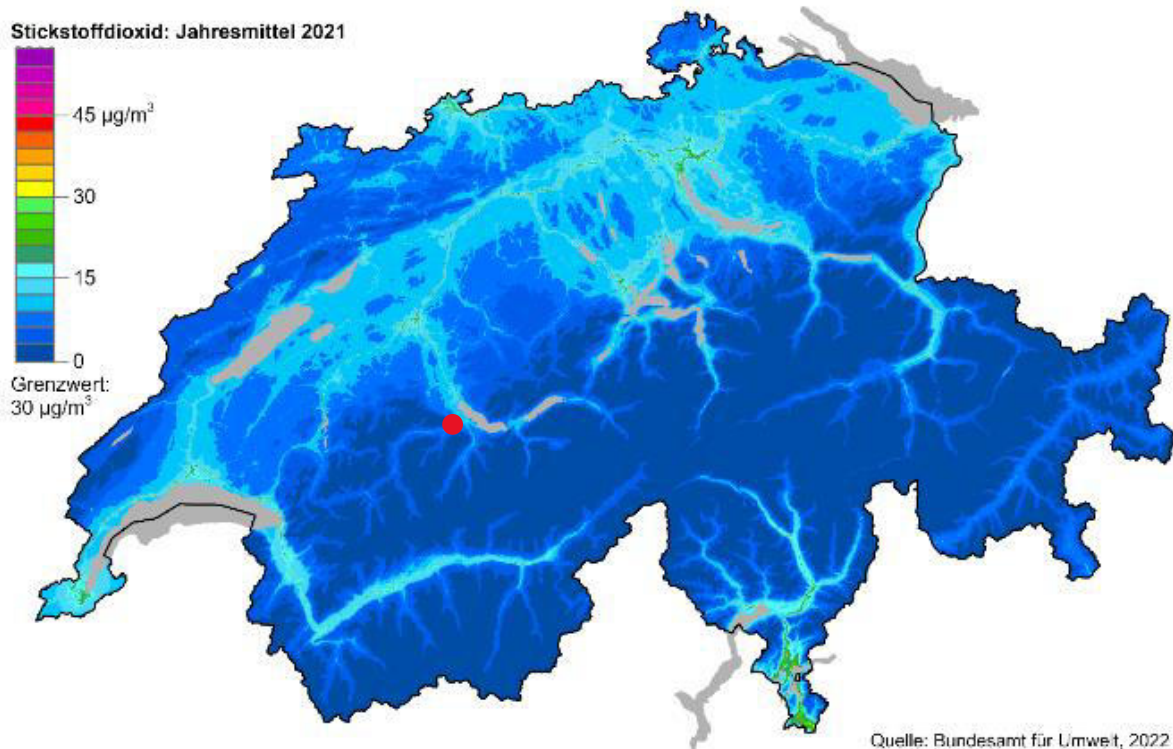 Stickstoffdioxid: Jahresmittel 2021
45 µg/m³
30
15
0
Grenzwert:
30 µg/m³
Quelle: Bundesamt für Umwelt, 2022